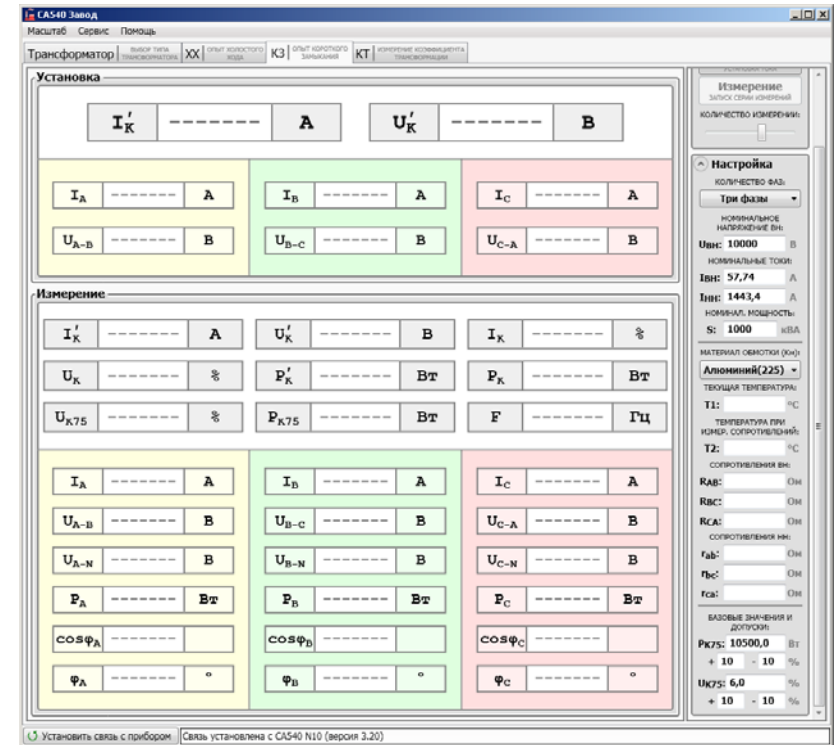 CA540 Завод
Масштаб Сервис Помощь
Трансформатор ВЫБОР ТИПА ТРАНСФОРМАТОРА XX ОПЫТ ХОЛОСТОГО ХОДА КЗ ОПЫТ КОРОТКОГО ЗАМЫКАНИЯ КТ ИЗМЕРЕНИЕ КОЭФФИЦИЕНТА ТРАНСФОРМАЦИИ
Установка
I′K ------- A U′K ------- В
IA ------- A IB ------- A IC ------- A
UA-B ------- В UB-C ------- В UC-A ------- В
Измерение
I′K ------- A U′K ------- В IK ------- %
UK ------- % P′K ------- Вт PK ------- Вт
UK75 ------- % PK75 ------- Вт F ------- Гц
IA ------- A IB ------- A IC ------- A
UA-B ------- В UB-C ------- В UC-A ------- В
UA-N ------- В UB-N ------- В UC-N ------- В
PA ------- Вт PB ------- Вт PC ------- Вт
cosφA ------- cosφB ------- cosφC -------
φA ------- ° φB ------- ° φC ------- °
Измерение
ЗАПУСК СЕРИИ ИЗМЕРЕНИЙ
КОЛИЧЕСТВО ИЗМЕРЕНИЙ:
Настройка
КОЛИЧЕСТВО ФАЗ:
Три фазы
НОМИНАЛЬНОЕ
НАПРЯЖЕНИЕ ВН:
Uвн: 10000 В
НОМИНАЛЬНЫЕ ТОКИ:
Iвн: 57,74 А
Iнн: 1443,4 А
НОМИНАЛ. МОЩНОСТЬ:
S: 1000 кВА
МАТЕРИАЛ ОБМОТКИ (Км):
Алюминий(225)
ТЕКУЩАЯ ТЕМПЕРАТУРА:
T1: °C
ТЕМПЕРАТУРА ПРИ
ИЗМЕР. СОПРОТИВЛЕНИЙ:
T2: °C
СОПРОТИВЛЕНИЯ ВН:
RAB: Ом
RBC: Ом
RCA: Ом
СОПРОТИВЛЕНИЯ НН:
rab: Ом
rbc: Ом
rca: Ом
БАЗОВЫЕ ЗНАЧЕНИЯ И
ДОПУСКИ:
PK75: 10500,0 Вт
+ 10 - 10 %
UK75: 6,0 %
+ 10 - 10 %
Установить связь с прибором Связь установлена с CA540 N10 (версия 3.20)